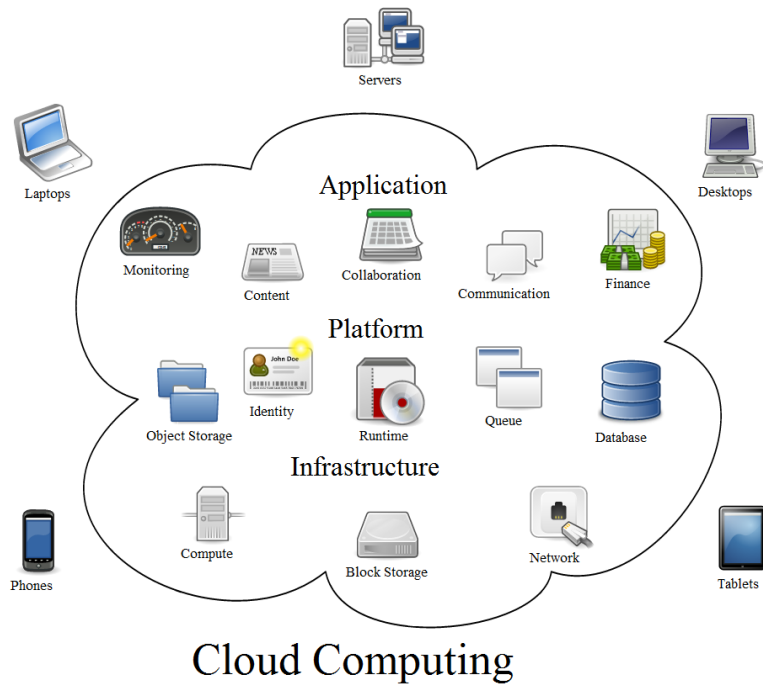 Servers
Laptops
Desktops
Application
Monitoring
NEWS
Content
Collaboration
Communication
Finance
Platform
John Doe
Object Storage
Identity
Runtime
Queue
Database
Infrastructure
Compute
Block Storage
Network
Phones
Tablets
Cloud Computing